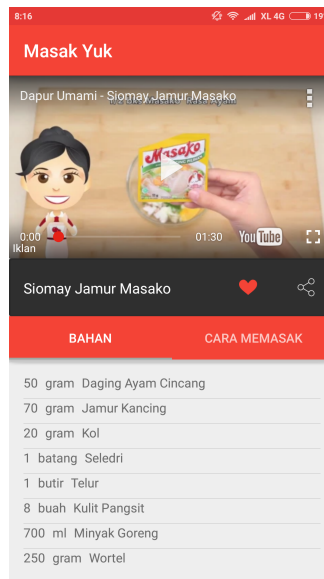 8:16
XL 4G
19
Masak Yuk
Dapur Umami - Siomay Jamur Masako
Masako
0:00
01:30
YouTube
Iklan
Siomay Jamur Masako
BAHAN
CARA MEMASAK
50 gram Daging Ayam Cincang
70 gram Jamur Kancing
20 gram Kol
1 batang Seledri
1 butir Telur
8 buah Kulit Pangsit
700 ml Minyak Goreng
250 gram Wortel